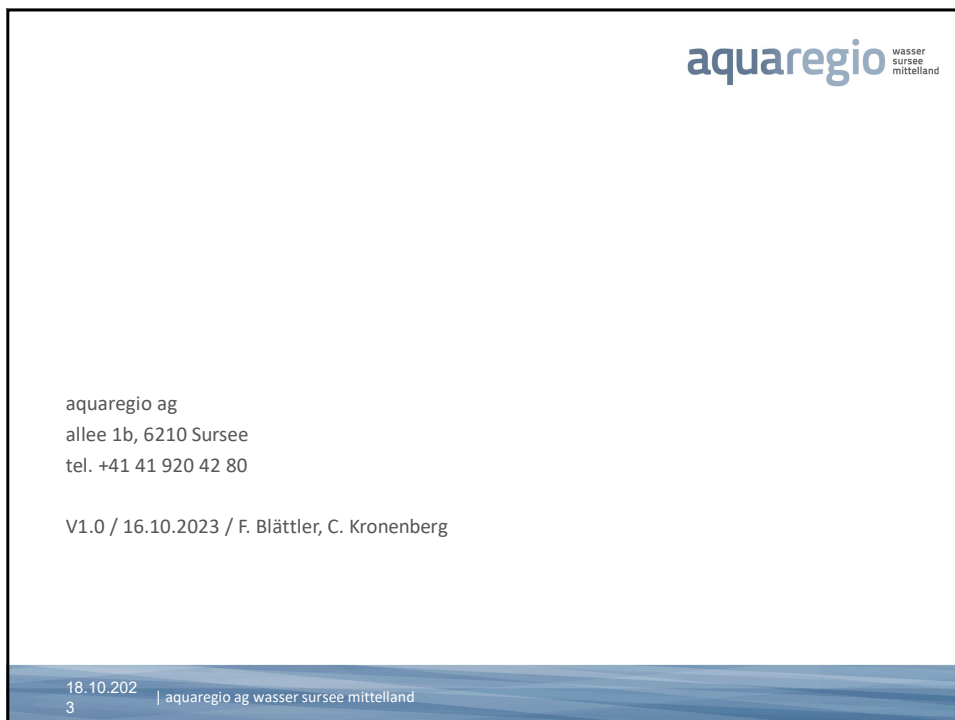 aquaregio wasser
sursee
mittelland
aquaregio ag
allee 1b, 6210 Sursee
tel. +41 41 920 42 80
V1.0 / 16.10.2023 / F. Blättler, C. Kronenberg
18.10.202
3
| aquaregio ag wasser sursee mittelland